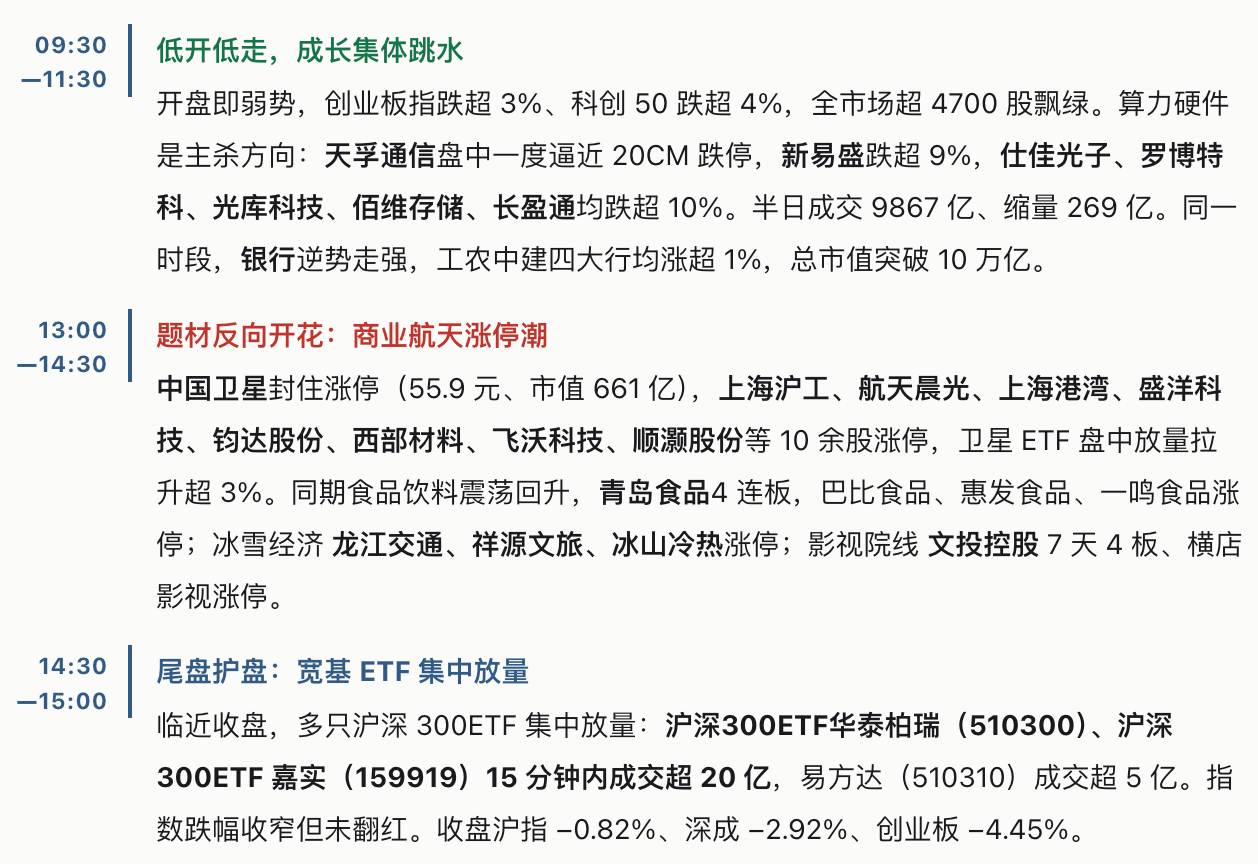 09:30
—11:30
低开低走，成长集体跳水
开盘即弱势，创业板指跌超 3%、科创 50 跌超 4%，全市场超 4700 股飘绿。算力硬件
是主杀方向：天孚通信盘中一度逼近 20CM 跌停，新易盛跌超 9%，仕佳光子、罗博特
科、光库科技、佰维存储、长盈通均跌超 10%。半日成交 9867 亿、缩量 269 亿。同一
时段，银行逆势走强，工农中建四大行均涨超 1%，总市值突破 10 万亿。
13:00
—14:30
题材反向开花：商业航天涨停潮
中国卫星封住涨停（55.9 元、市值 661 亿），上海沪工、航天晨光、上海港湾、盛洋科
技、钧达股份、西部材料、飞沃科技、顺灏股份等 10 余股涨停，卫星 ETF 盘中放量拉
升超 3%。同期食品饮料震荡回升，青岛食品4 连板，巴比食品、惠发食品、一鸣食品涨
停；冰雪经济 龙江交通、祥源文旅、冰山冷热涨停；影视院线 文投控股 7 天 4 板、横店
影视涨停。
14:30
—15:00
尾盘护盘：宽基 ETF 集中放量
临近收盘，多只沪深 300ETF 集中放量：沪深300ETF华泰柏瑞（510300）、沪深
300ETF 嘉实（159919）15 分钟内成交超 20 亿，易方达（510310）成交超 5 亿。指
数跌幅收窄但未翻红。收盘沪指 −0.82%、深成 −2.92%、创业板 −4.45%。